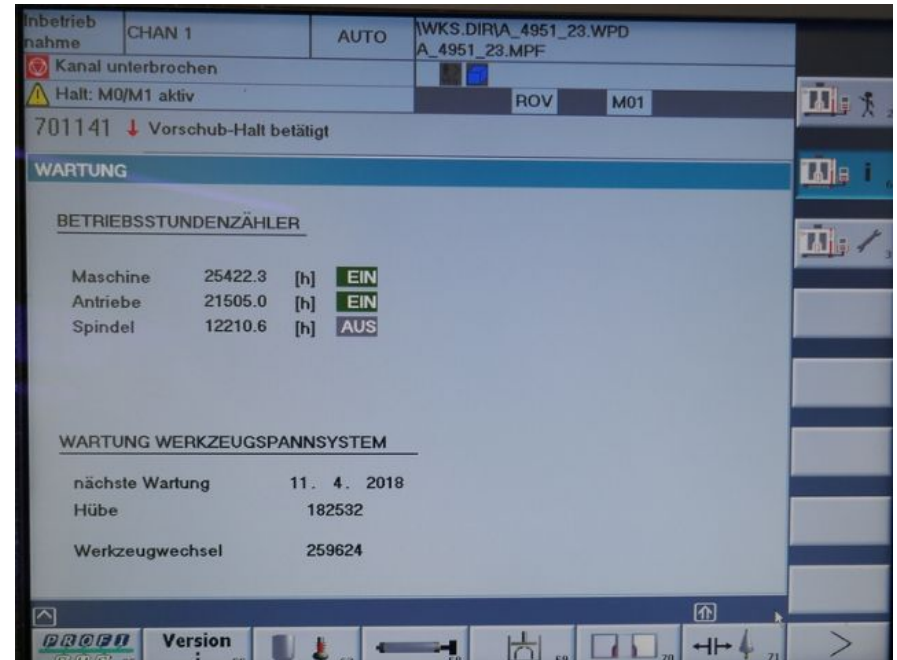 Inbetrieb
nahme
CHAN 1
AUTO
\WKS.DIR\A_4951_23.WPD
A_4951_23.MPF
Kanal unterbrochen
Halt: M0/M1 aktiv
ROV M01
701141 ↓ Vorschub-Halt betätigt
WARTUNG
BETRIEBSSTUNDENZÄHLER
Maschine 25422.3 [h] EIN
Antriebe 21505.0 [h] EIN
Spindel 12210.6 [h] AUS
WARTUNG WERKZEUGSPANNSYSTEM
nächste Wartung 11. 4. 2018
Hübe 182532
Werkzeugwechsel 259624
i
PROFI Version
>